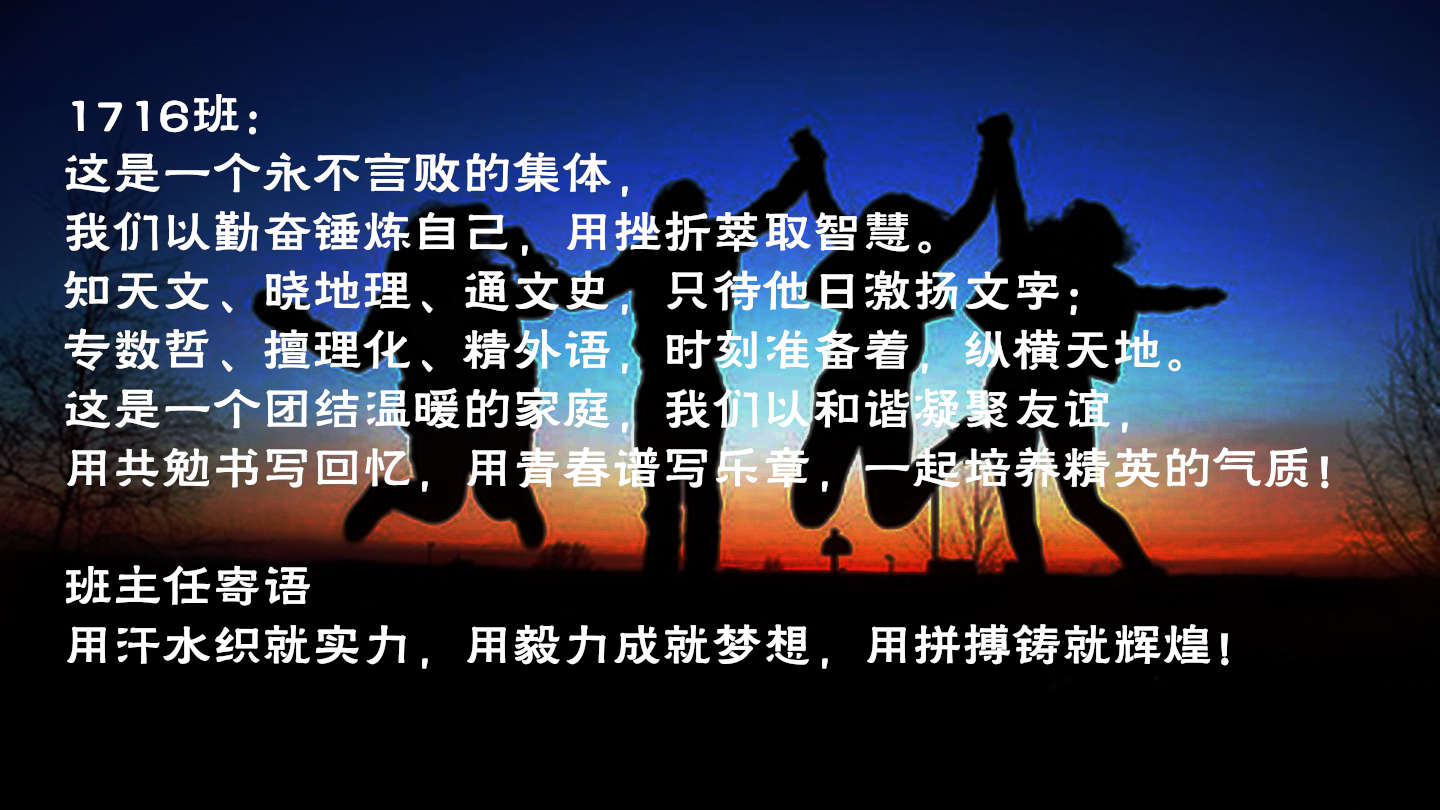 1716班：
这是一个永不言败的集体，
我们以勤奋锤炼自己，用挫折萃取智慧。
知天文、晓地理、通文史，只待他日激扬文字；
专数哲、擅理化、精外语，时刻准备着，纵横天地。
这是一个团结温暖的家庭，我们以和谐凝聚友谊，
用共勉书写回忆，用青春谱写乐章，一起培养精英的气质！
班主任寄语
用汗水织就实力，用毅力成就梦想，用拼搏铸就辉煌！